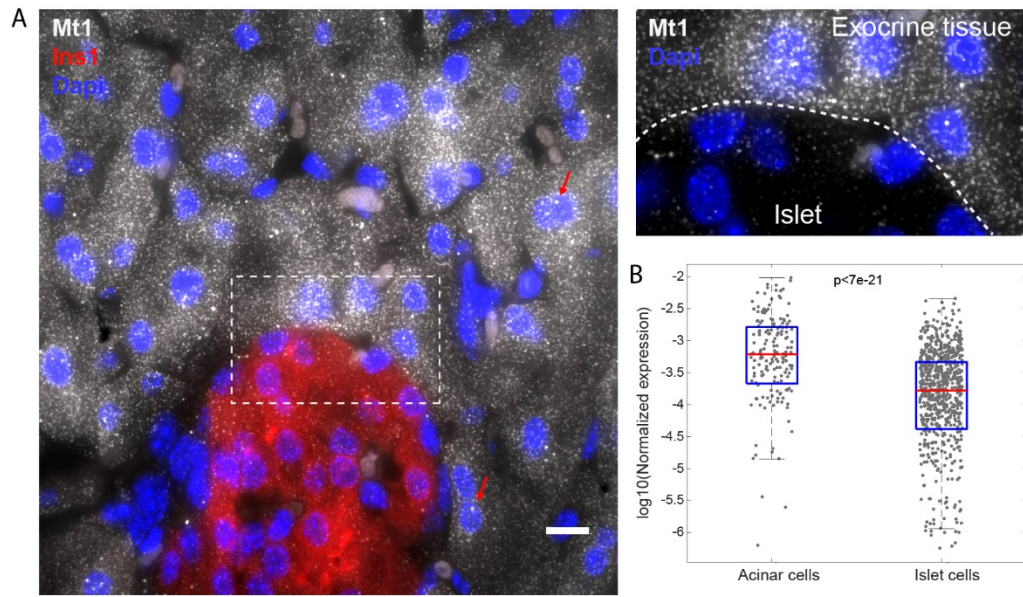 A
Mt1
Ins1
Dapi
Mt1
Dapi
Exocrine tissue
Islet
B
p<7e-21
log10(Normalized expression)
-2
-2.5
-3
-3.5
-4
-4.5
-5
-5.5
-6
Acinar cells
Islet cells